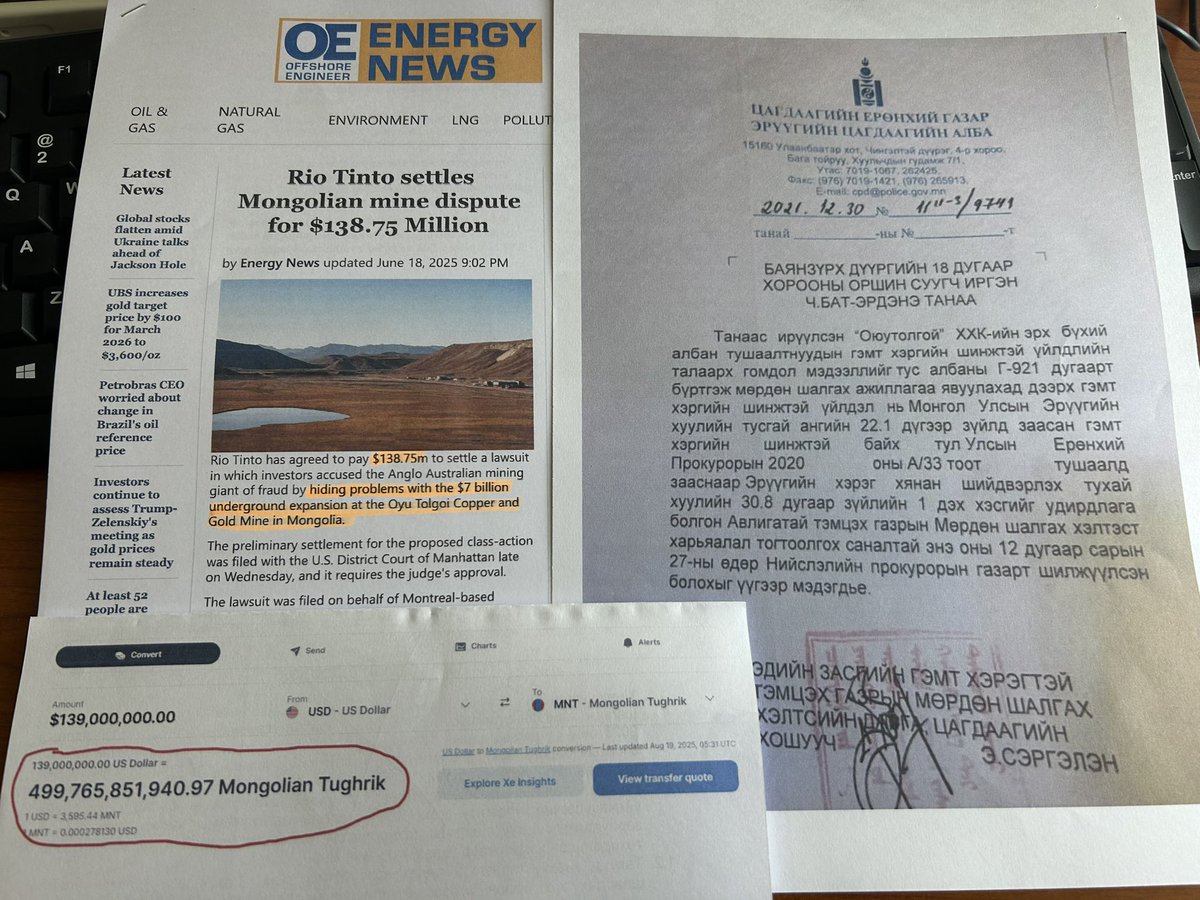 OE
OFFSHORE
ENGINEER
ENERGY
NEWS
OIL &
GAS
NATURAL
GAS
ENVIRONMENT
LNG
POLLUT
Latest
News
Global stocks
flatten amid
Ukraine talks
ahead of
Jackson Hole
UBS increases
gold target
price by $100
for March
2026 to
$3,600/oz
Petrobras CEO
worried about
change in
Brazil's oil
reference
price
Investors
continue to
assess Trump-
Zelenskiy's
meeting as
gold prices
remain steady
At least 52
people are
Rio Tinto settles
Mongolian mine dispute
for $138.75 Million
by Energy News updated June 18, 2025 9:02 PM
Rio Tinto has agreed to pay $138.75m to settle a lawsuit
in which investors accused the Anglo Australian mining
giant of fraud by hiding problems with the $7 billion
underground expansion at the Oyu Tolgoi Copper and
Gold Mine in Mongolia.
The preliminary settlement for the proposed class-action
was filed with the U.S. District Court of Manhattan late
on Wednesday, and it requires the judge's approval.
The lawsuit was filed on behalf of Montreal-based
ЦАГДААГИЙН ЕРӨНХИЙ ГАЗАР
ЭРҮҮГИЙН ЦАГДААГИЙН АЛБА
15160 Улаанбаатар хот, Чингэлтэй дүүрэг, 4-р хороо,
Бага тойруу, Хуульчдын гудамж 7/1,
Утас: 7019-1067, 262425,
Факс: (976) 7019-1421, (976) 265913,
E-mail: cpd@police.gov.mn
2021. 12. 30 № 11ц-3/9741
танай -ны № -т
БАЯНЗҮРХ ДҮҮРГИЙН 18 ДУГААР
ХОРООНЫ ОРШИН СУУГЧ ИРГЭН
Ч.БАТ-ЭРДЭНЭ ТАНАА
Танаас ирүүлсэн “Оюутолгой” ХХК-ийн эрх бүхий
албан тушаалтнуудын гэмт хэргийн шинжтэй үйлдлийн
талаарх гомдол мэдээллийг тус албаны Г-921 дугаарт
бүртгэж мөрдөн шалгах ажиллагаа явуулахад дээрх гэмт
хэргийн шинжтэй үйлдэл нь Монгол Улсын Эрүүгийн
хуулийн тусгай ангийн 22.1 дүгээр зүйлд заасан гэмт
хэргийн шинжтэй байх тул Улсын Ерөнхий
Прокурорын 2020 оны А/33 тоот тушаалд
зааснаар Эрүүгийн хэрэг хянан шийдвэрлэх тухай
хуулийн 30.8 дугаар зүйлийн 1 дэх хэсгийг удирдлага
болгон Авлигатай тэмцэх газрын Мөрдөн шалгах хэлтэст
харьяалал тогтоолгох саналтай энэ оны 12 дугаар сарын
27-ны өдөр Нийслэлийн прокурорын газарт шилжүүлсэн
болохыг үүгээр мэдэгдье.
ЭДИЙН ЗАСГИЙН ГЭМТ ХЭРЭГТЭЙ
ТЭМЦЭХ ГАЗРЫН МӨРДӨН ШАЛГАХ
ХЭЛТСИЙН ДАРГА, ЦАГДААГИЙН
ХОШУУЧ Э.СЭРГЭЛЭН
Convert
Send
Charts
Alerts
Amount
$139,000,000.00
From
USD - US Dollar
To
MNT - Mongolian Tughrik
139,000,000.00 US Dollar =
499,765,851,940.97 Mongolian Tughrik
1 USD = 3,595.44 MNT
1 MNT = 0.000278130 USD
US Dollar to Mongolian Tughrik conversion — Last updated Aug 19, 2025, 05:31 UTC
Explore Xe Insights
View transfer quote
F1
@
2
Q
W
A
Z
Enter